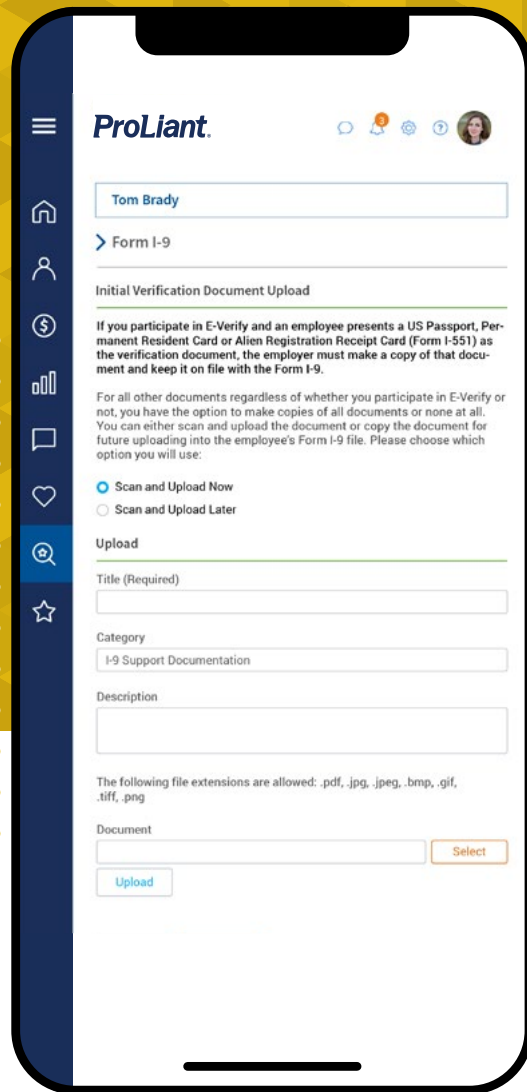 ProLiant.
3
Tom Brady
Form I-9
Initial Verification Document Upload
If you participate in E-Verify and an employee presents a US Passport, Per-
manent Resident Card or Alien Registration Receipt Card (Form I-551) as
the verification document, the employer must make a copy of that docu-
ment and keep it on file with the Form I-9.
For all other documents regardless of whether you participate in E-Verify or
not, you have the option to make copies of all documents or none at all.
You can either scan and upload the document or copy the document for
future uploading into the employee's Form I-9 file. Please choose which
option you will use:
Scan and Upload Now
Scan and Upload Later
Upload
Title (Required)
Category
I-9 Support Documentation
Description
The following file extensions are allowed: .pdf, .jpg, .jpeg, .bmp, .gif,
.tiff, .png
Document
Select
Upload